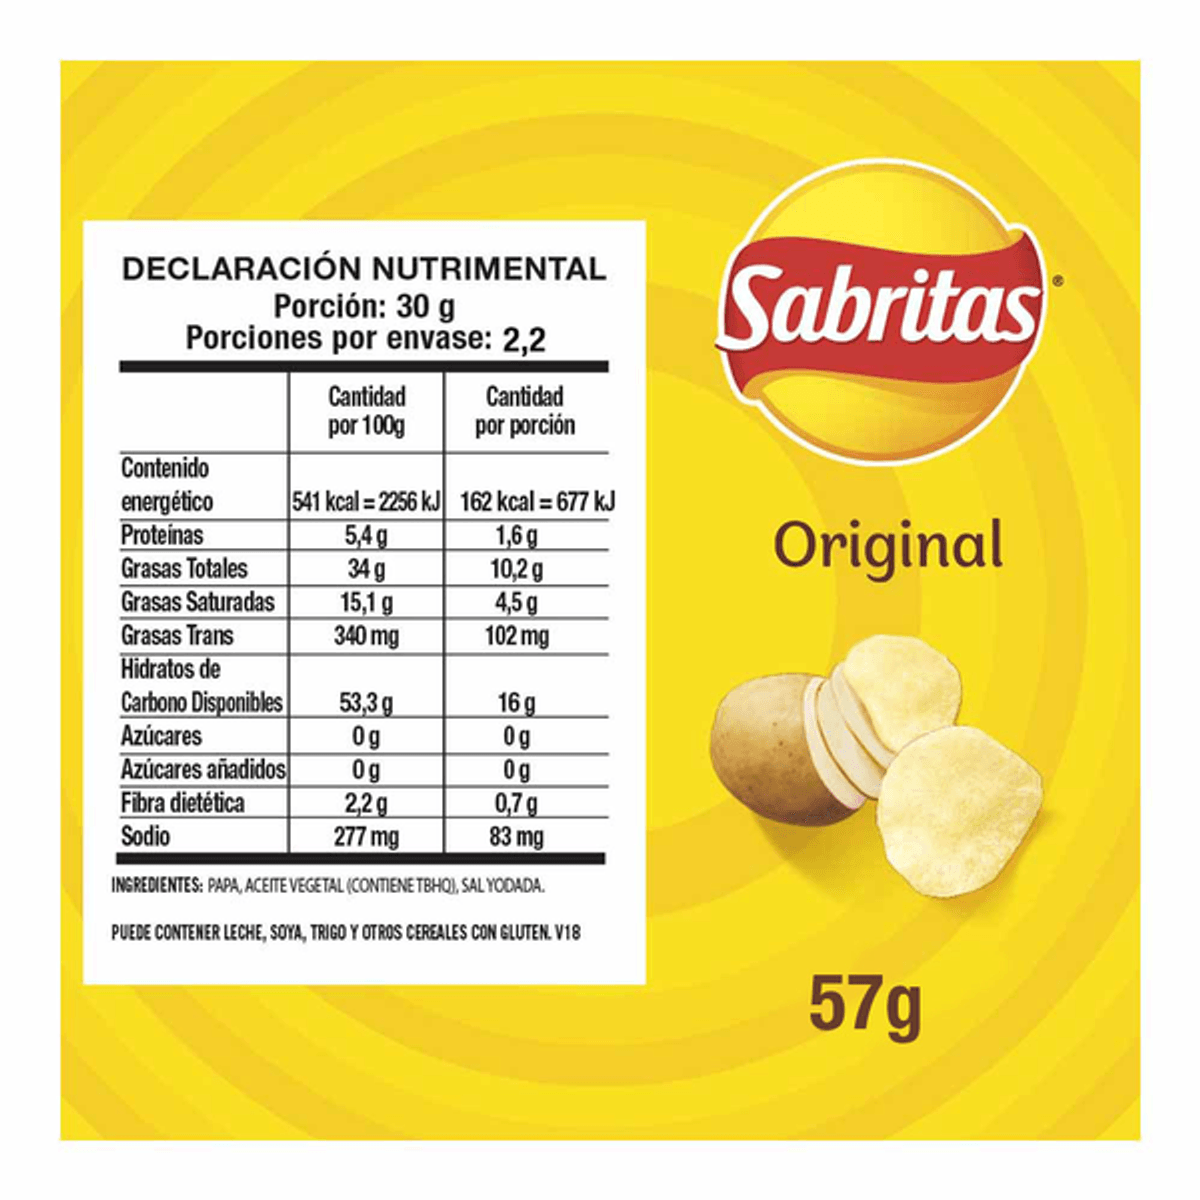 DECLARACIÓN NUTRIMENTAL
Porción: 30 g
Porciones por envase: 2,2
Cantidad por 100g Cantidad por porción
Contenido energético 541 kcal = 2256 kJ 162 kcal = 677 kJ
Proteínas 5,4 g 1,6 g
Grasas Totales 34 g 10,2 g
Grasas Saturadas 15,1 g 4,5 g
Grasas Trans 340 mg 102 mg
Hidratos de Carbono Disponibles 53,3 g 16 g
Azúcares 0 g 0 g
Azúcares añadidos 0 g 0 g
Fibra dietética 2,2 g 0,7 g
Sodio 277 mg 83 mg
INGREDIENTES: PAPA, ACEITE VEGETAL (CONTIENE TBHQ), SAL YODADA.
PUEDE CONTENER LECHE, SOYA, TRIGO Y OTROS CEREALES CON GLUTEN. V18
Sabritas®
Original
57g